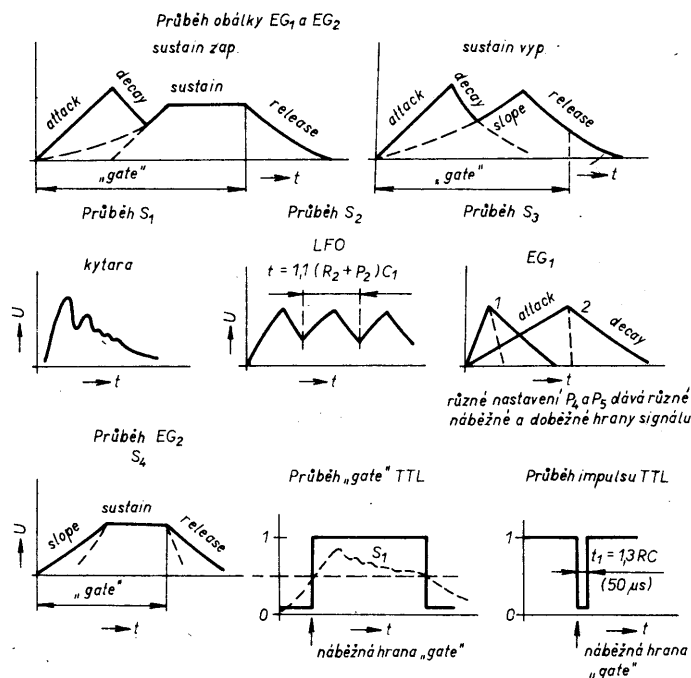 Průběh obálky EG₁ a EG₂
sustain zap.
attack
decay
sustain
release
„gate"
t
sustain vyp
attack
decay
slope
release
„gate"
t
Průběh S₁
kytara
U
t
Průběh S₂
LFO
t = 1,1 (R₂ + P₂) C₁
U
t
Průběh S₃
EG₁
1
attack
2
decay
U
t
různé nastavení P₄ a P₅ dává různé
náběžné a doběžné hrany signálu
Průběh EG₂
S₄
slope
sustain
release
U
„gate"
t
Průběh „gate" TTL
1
S₁
0
t
náběžná hrana „gate"
Průběh impulsu TTL
1
t₁ = 1,3 RC
(50 µs)
0
t
náběžná hrana
„gate"